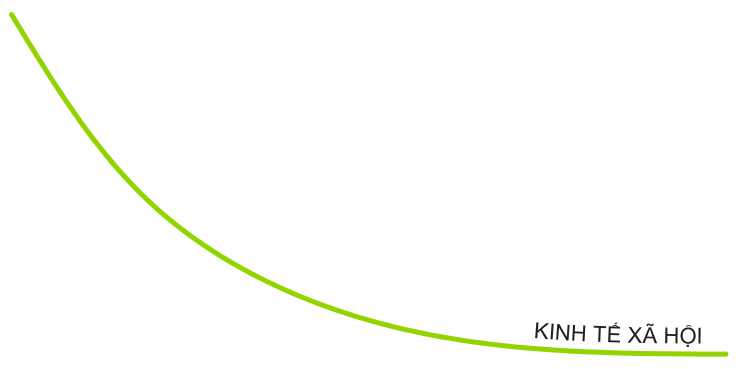 KINH TẾ XÃ HỘI